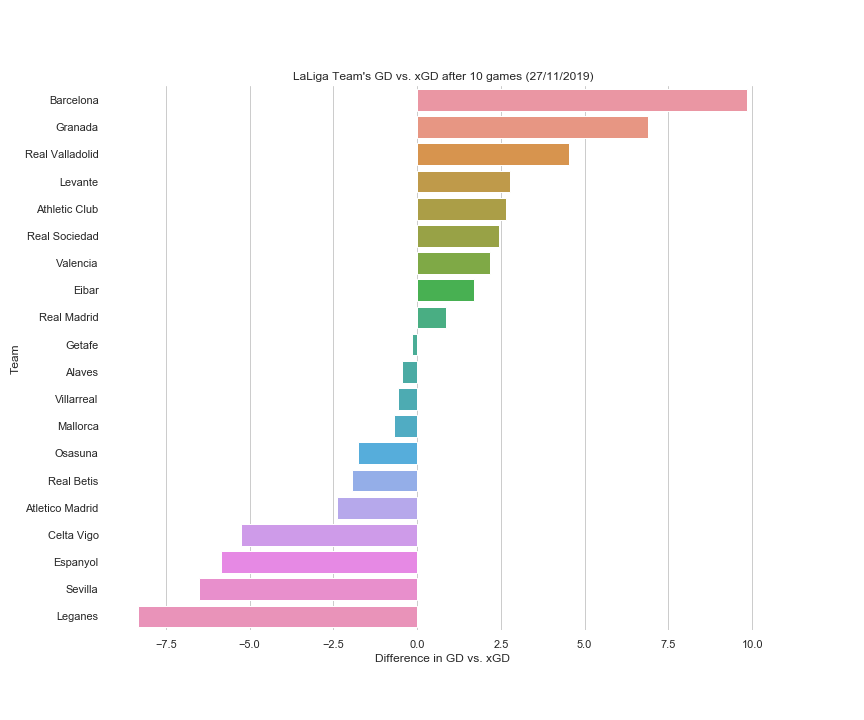 LaLiga Team's GD vs. xGD after 10 games (27/11/2019)
Barcelona
Granada
Real Valladolid
Levante
Athletic Club
Real Sociedad
Valencia
Eibar
Real Madrid
Getafe
Alaves
Villarreal
Mallorca
Osasuna
Real Betis
Atletico Madrid
Celta Vigo
Espanyol
Sevilla
Leganes
Team
−7.5 −5.0 −2.5 0.0 2.5 5.0 7.5 10.0
Difference in GD vs. xGD